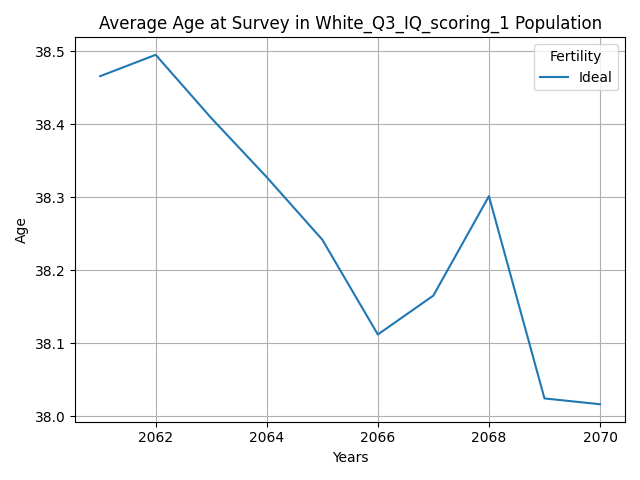 Average Age at Survey in White_Q3_IQ_scoring_1 Population
Fertility
Ideal
38.5
38.4
38.3
38.2
38.1
38.0
Age
2062 2064 2066 2068 2070
Years